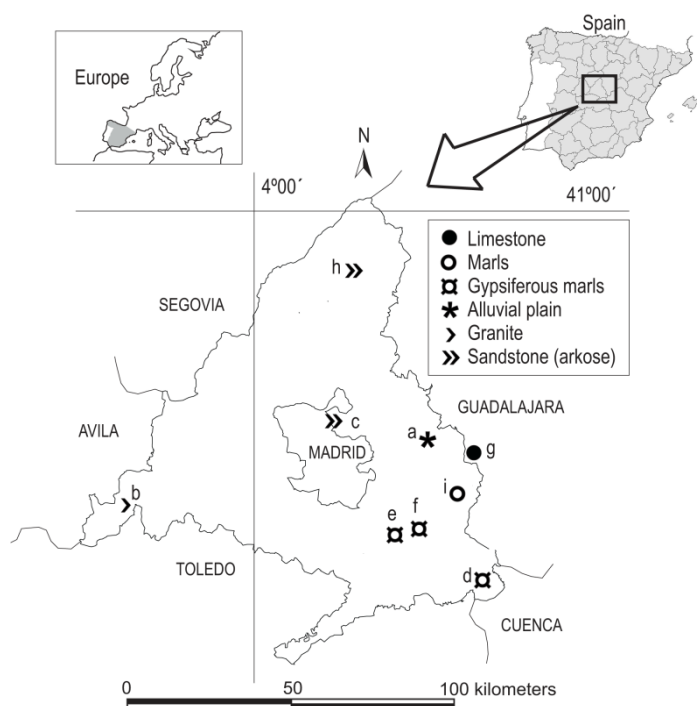 Spain
Europe
N
4º00´
41º00´
Limestone
Marls
Gypsiferous marls
Alluvial plain
Granite
Sandstone (arkose)
h
SEGOVIA
GUADALAJARA
AVILA
c
a
MADRID
g
b
i
e
f
TOLEDO
d
CUENCA
0
50
100 kilometers